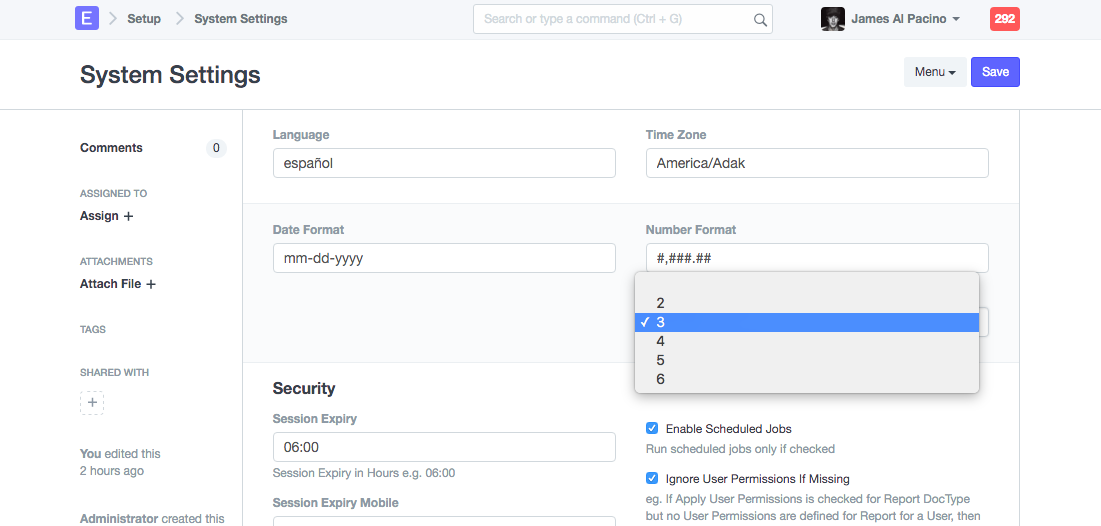 E
Setup
System Settings
Search or type a command (Ctrl + G)
James Al Pacino
292
System Settings
Menu
Save
Comments
0
ASSIGNED TO
Assign +
ATTACHMENTS
Attach File +
TAGS
SHARED WITH
+
You edited this
2 hours ago
Administrator created this
Language
español
Time Zone
America/Adak
Date Format
mm-dd-yyyy
Number Format
#,###.##
2
✓ 3
4
5
6
Security
Session Expiry
06:00
Session Expiry in Hours e.g. 06:00
Session Expiry Mobile
Enable Scheduled Jobs
Run scheduled jobs only if checked
Ignore User Permissions If Missing
eg. If Apply User Permissions is checked for Report DocType
but no User Permissions are defined for Report for a User, then